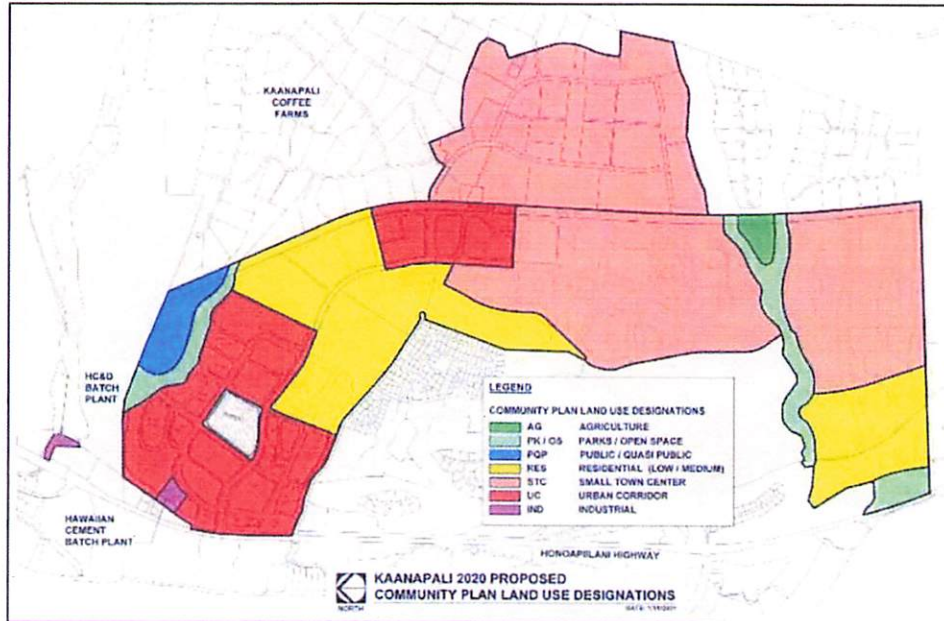 KAANAPALI
COFFEE
FARMS
HC&D
BATCH
PLANT
HAWAIIAN
CEMENT
BATCH PLANT
LEGEND
COMMUNITY PLAN LAND USE DESIGNATIONS
AG AGRICULTURE
PK / OS PARKS / OPEN SPACE
PQP PUBLIC / QUASI PUBLIC
RES RESIDENTIAL (LOW / MEDIUM)
STC SMALL TOWN CENTER
UC URBAN CORRIDOR
IND INDUSTRIAL
HONOAPIILANI HIGHWAY
KAANAPALI 2020 PROPOSED
COMMUNITY PLAN LAND USE DESIGNATIONS
NORTH
DATE: